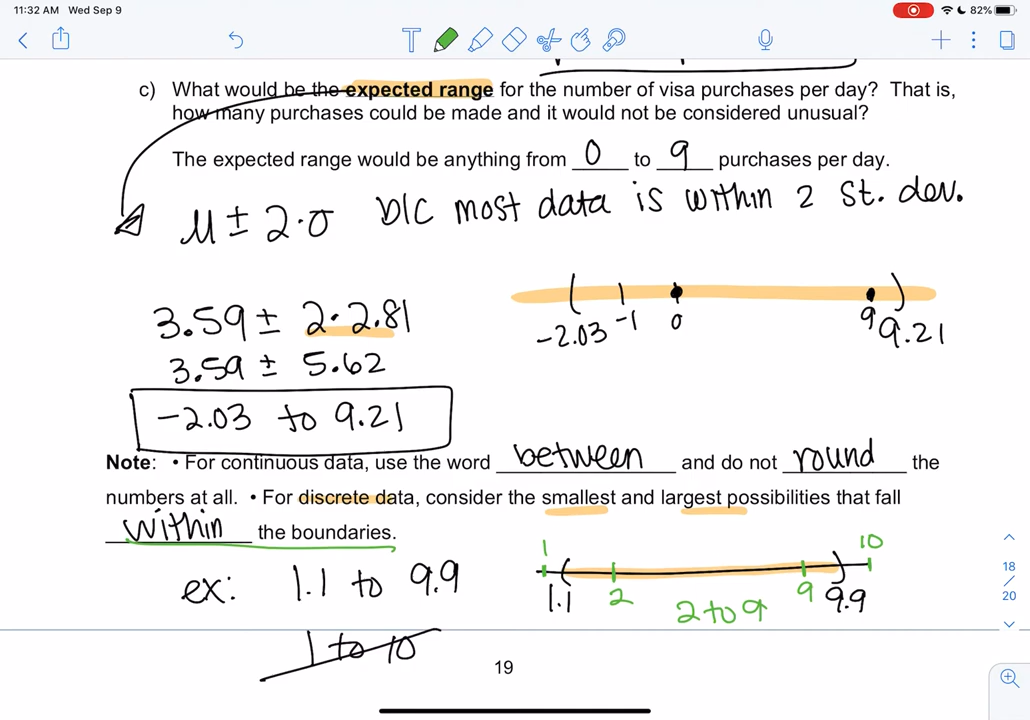 11:32 AM Wed Sep 9
82%
c) What would be the expected range for the number of visa purchases per day? That is,
how many purchases could be made and it would not be considered unusual?
The expected range would be anything from 0 to 9 purchases per day.
μ ± 2·σ b/c most data is within 2 st. dev.
3.59 ± 2·2.81
-2.03 -1 0 9 9.21
3.59 ± 5.62
-2.03 to 9.21
Note: • For continuous data, use the word between and do not round the
numbers at all. • For discrete data, consider the smallest and largest possibilities that fall
within the boundaries.
ex: 1.1 to 9.9
1 10
1.1 2 9 9.9
2 to 9
1 to 10
18
/
20
19